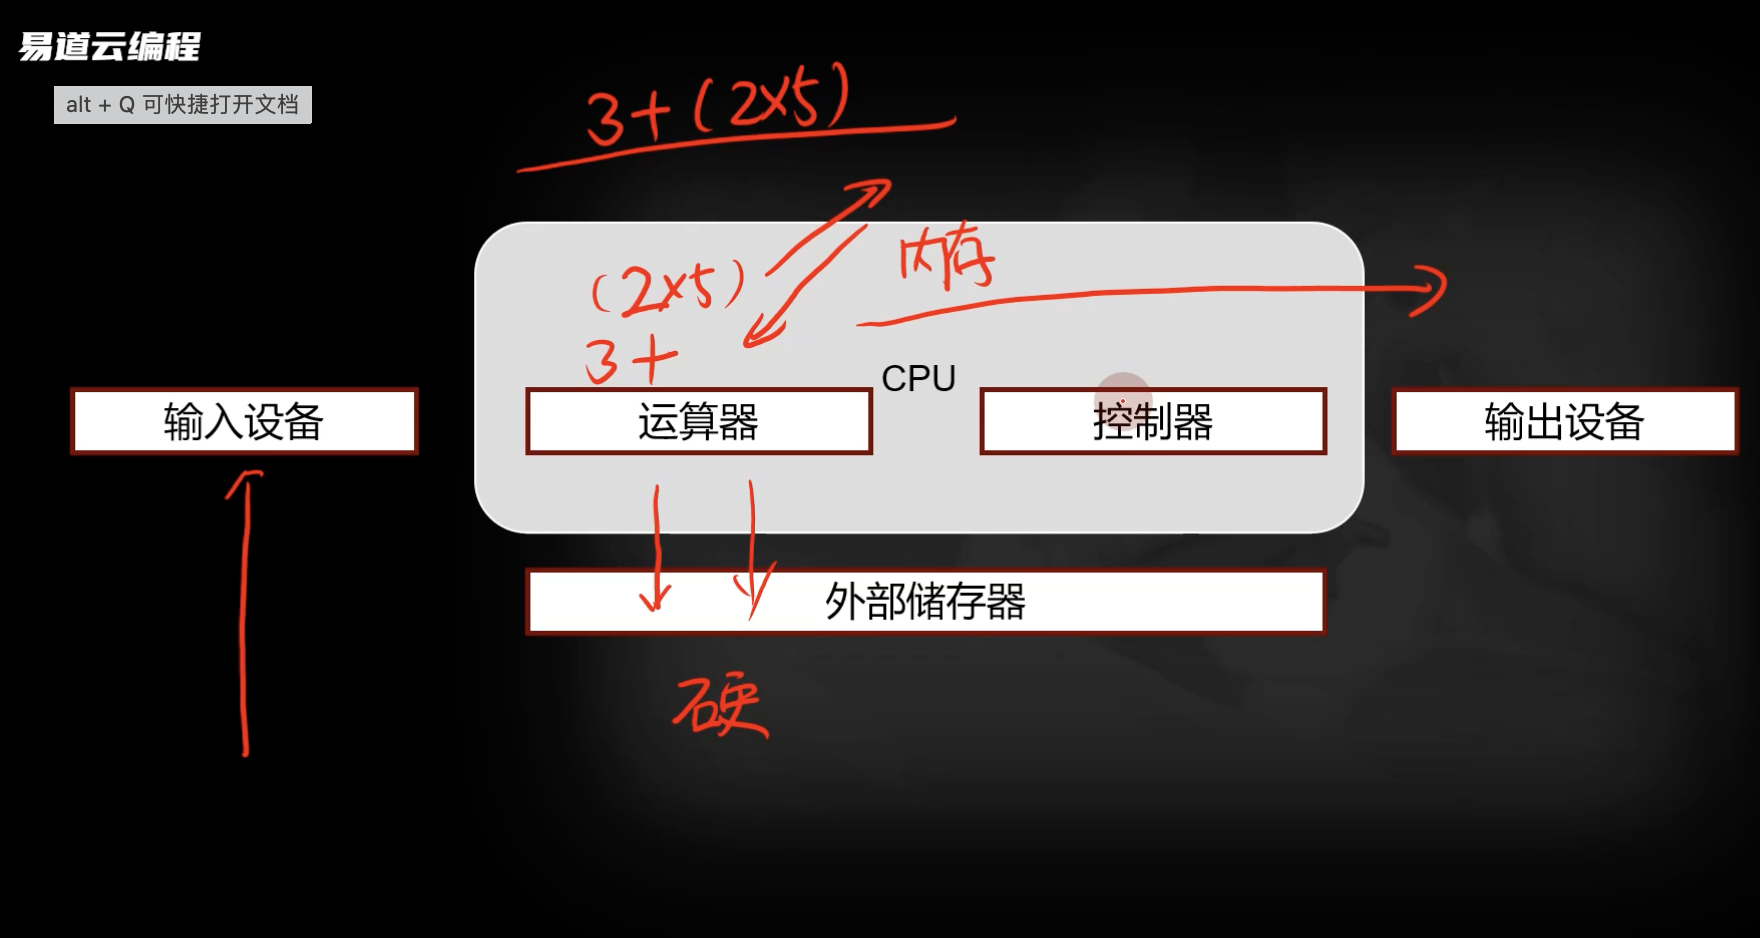 易道云编程
alt + Q 可快捷打开文档
3+(2×5)
内存
(2×5)
3+
CPU
输入设备
运算器
控制器
输出设备
外部储存器
硬